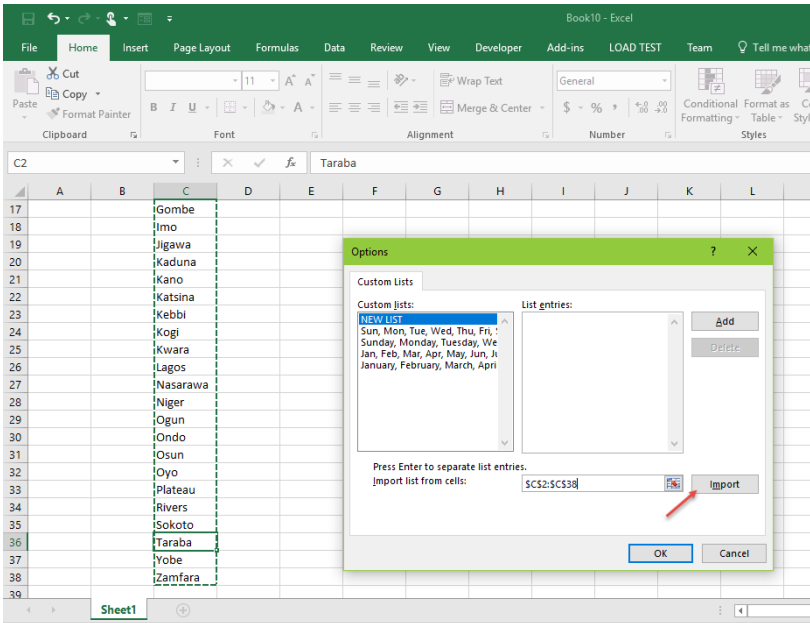 Book10 - Excel
File Home Insert Page Layout Formulas Data Review View Developer Add-ins LOAD TEST Team Tell me what
Cut
Copy
Format Painter
Paste
Clipboard
11 A A
B I U A
Font
Wrap Text
Merge & Center
Alignment
General
$ % , .0 .00 .00 .0
Number
Conditional Formatting
Format as Table
Styles
C2 fx Taraba
A B C D E F G H I J K L
17 Gombe
18 Imo
19 Jigawa
20 Kaduna
21 Kano
22 Katsina
23 Kebbi
24 Kogi
25 Kwara
26 Lagos
27 Nasarawa
28 Niger
29 Ogun
30 Ondo
31 Osun
32 Oyo
33 Plateau
34 Rivers
35 Sokoto
36 Taraba
37 Yobe
38 Zamfara
39
Options ?
Custom Lists
Custom lists:
NEW LIST
Sun, Mon, Tue, Wed, Thu, Fri,
Sunday, Monday, Tuesday, We
Jan, Feb, Mar, Apr, May, Jun,
January, February, March, Apri
List entries:
Add
Delete
Press Enter to separate list entries.
Import list from cells: $C$2:$C$38 Import
OK Cancel
Sheet1